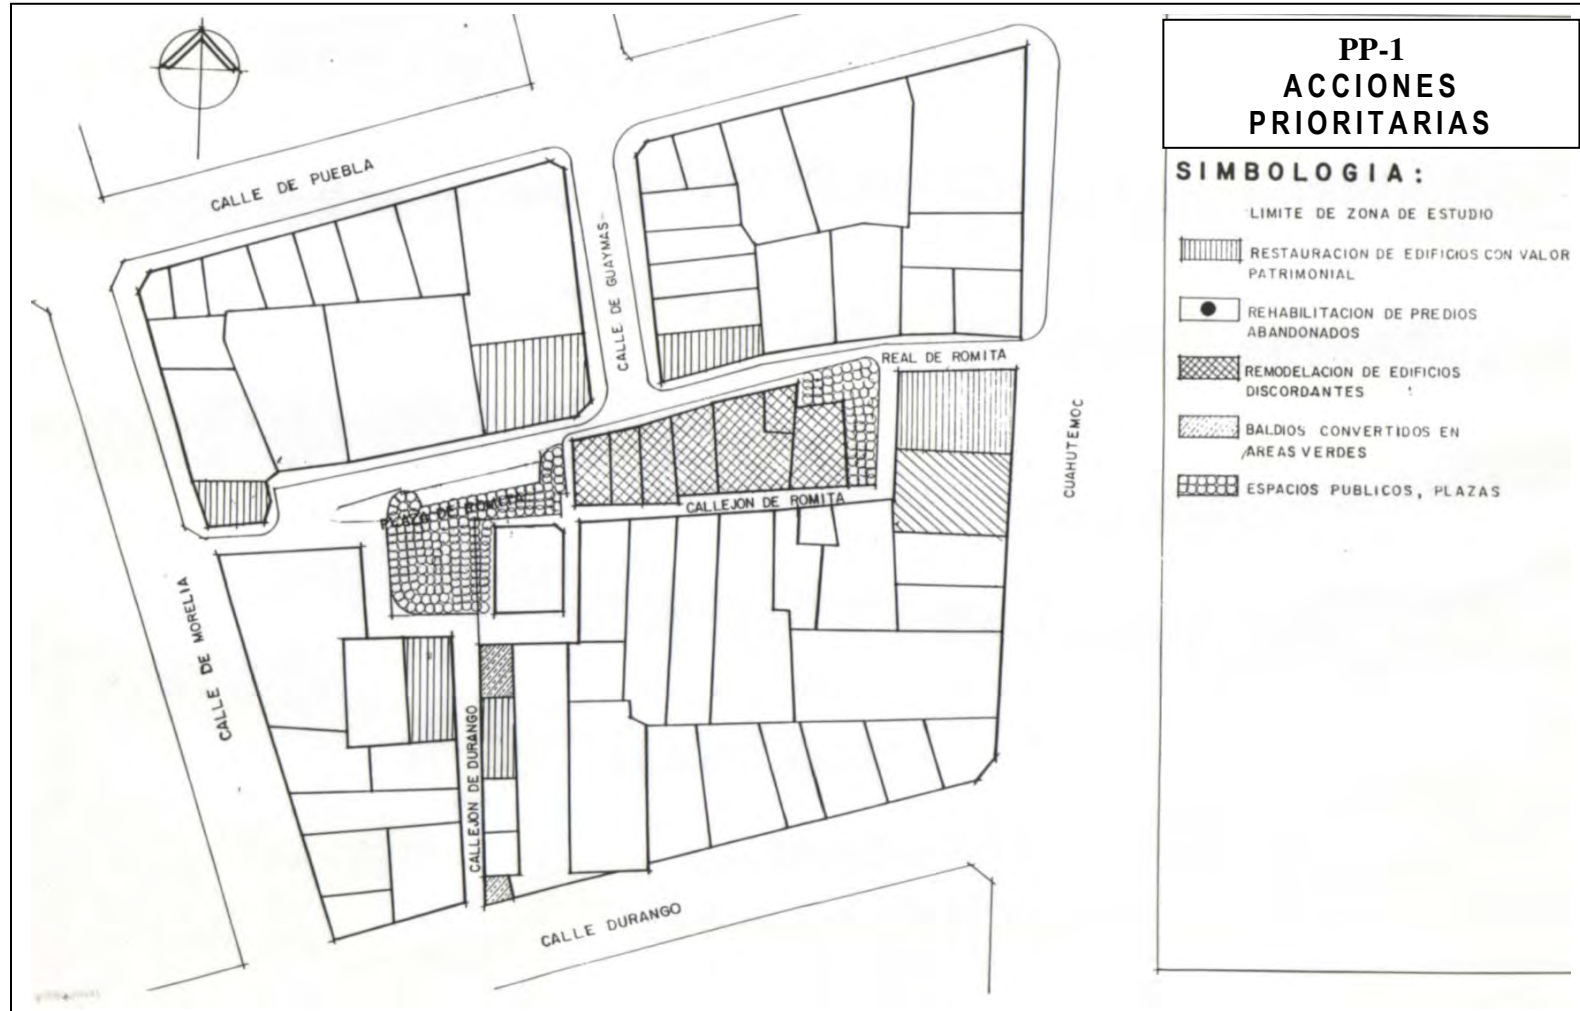 PP-1
ACCIONES
PRIORITARIAS
SIMBOLOGIA:
LIMITE DE ZONA DE ESTUDIO
RESTAURACION DE EDIFICIOS CON VALOR
PATRIMONIAL
REHABILITACION DE PREDIOS
ABANDONADOS
REMODELACION DE EDIFICIOS
DISCORDANTES
BALDIOS CONVERTIDOS EN
AREAS VERDES
ESPACIOS PUBLICOS, PLAZAS
CALLE DE PUEBLA
CALLE DE GUAYMAS
REAL DE ROMITA
CUAHUTEMOC
PLAZA DE ROMITA
CALLEJON DE ROMITA
CALLE DE MORELIA
CALLEJON DE DURANGO
CALLE DURANGO